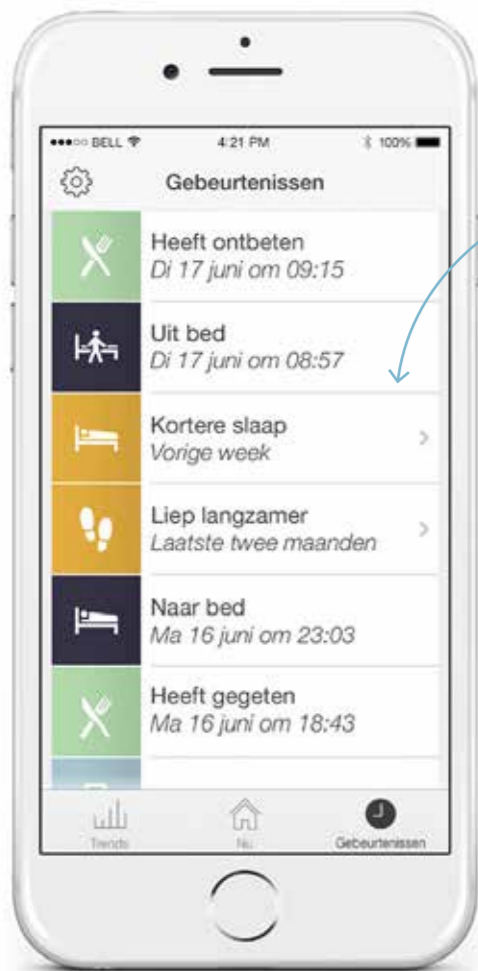 BELL 4:21 PM 100%
Gebeurtenissen
Heeft ontbeten
Di 17 juni om 09:15
Uit bed
Di 17 juni om 08:57
Kortere slaap
Vorige week
Liep langzamer
Laatste twee maanden
Naar bed
Ma 16 juni om 23:03
Heeft gegeten
Ma 16 juni om 18:43
Trends Nu Gebeurtenissen